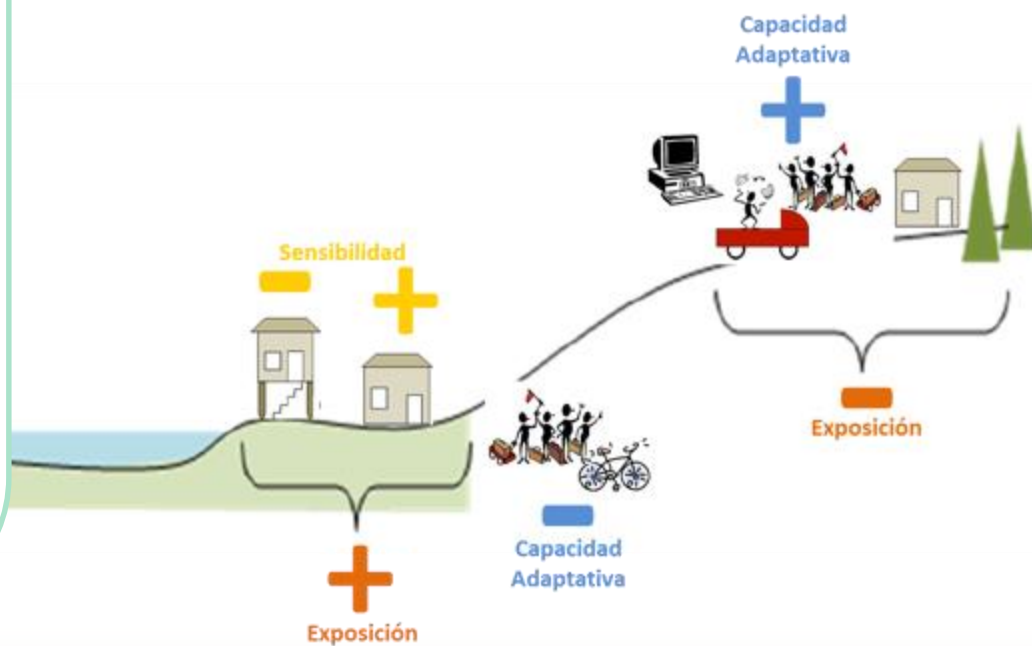 Capacidad
Adaptativa
Sensibilidad
Exposición
Capacidad
Adaptativa
Exposición